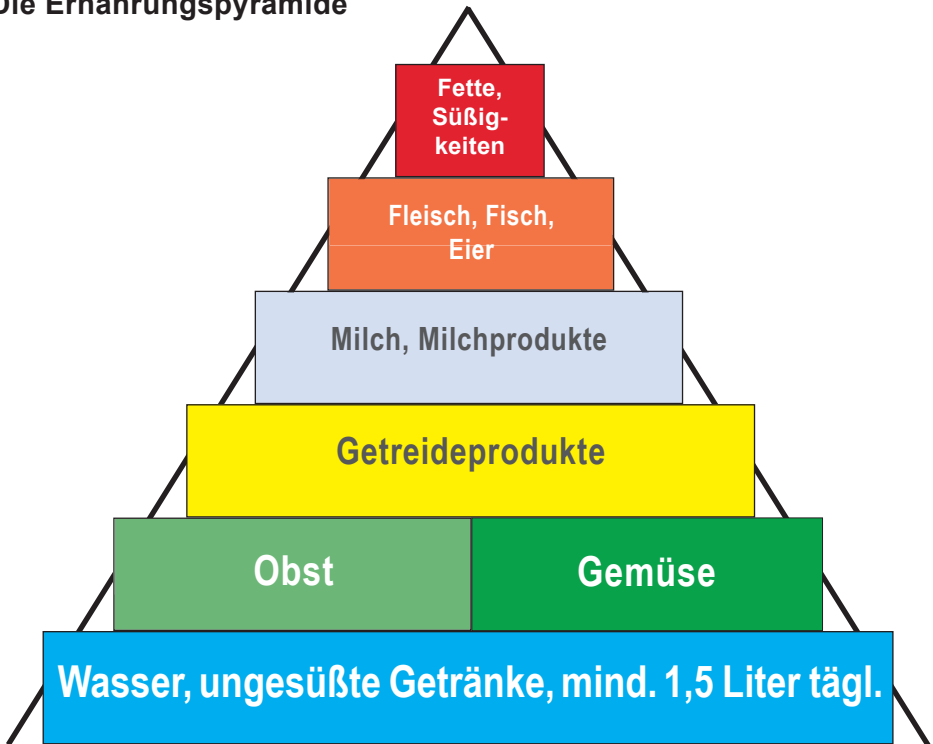 Die Ernährungspyramide
Fette,
Süßig-
keiten
Fleisch, Fisch,
Eier
Milch, Milchprodukte
Getreideprodukte
Obst
Gemüse
Wasser, ungesüßte Getränke, mind. 1,5 Liter tägl.